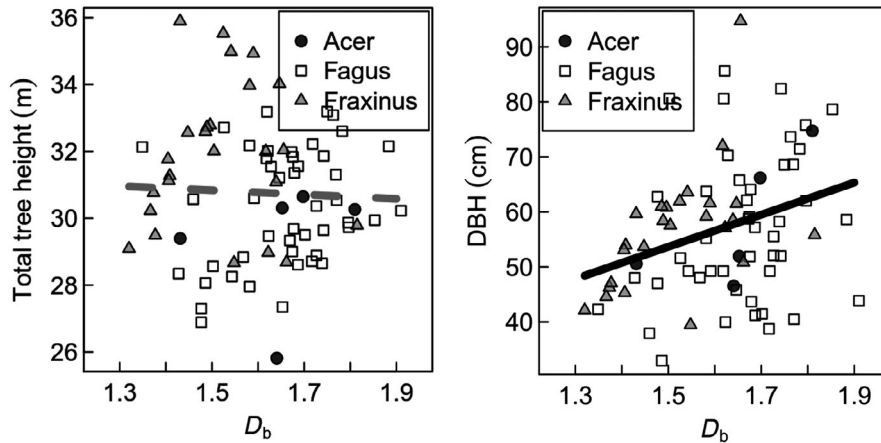 Total tree height (m)
36
34
32
30
28
26
1.3
1.5
1.7
1.9
D_b
Acer
Fagus
Fraxinus
DBH (cm)
90
80
70
60
50
40
1.3
1.5
1.7
1.9
D_b
Acer
Fagus
Fraxinus